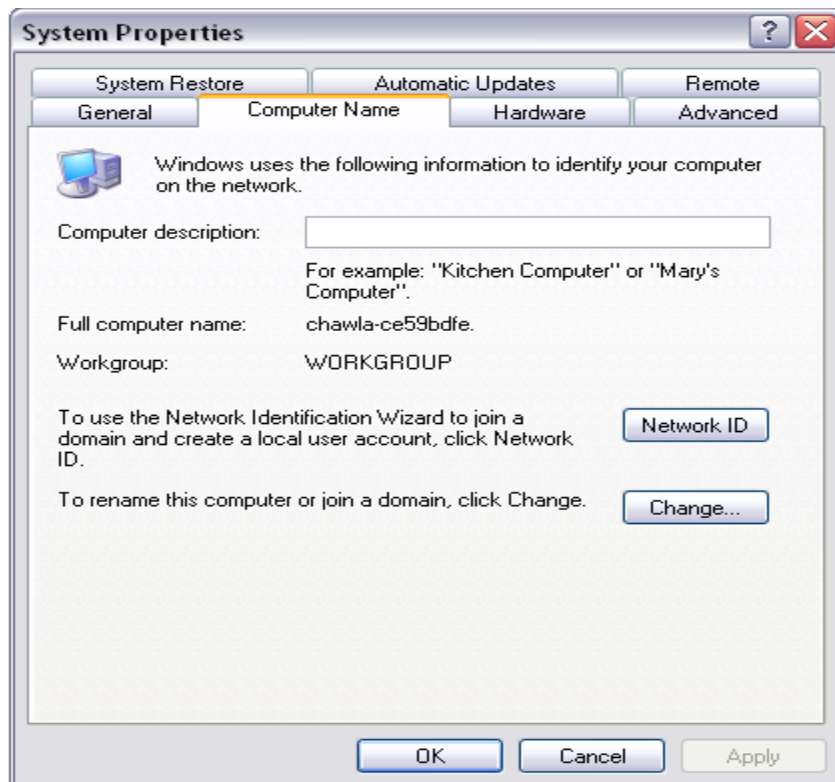 System Properties
System Restore
Automatic Updates
Remote
General
Computer Name
Hardware
Advanced
Windows uses the following information to identify your computer
on the network.
Computer description:
For example: "Kitchen Computer" or "Mary's
Computer".
Full computer name:
chawla-ce59bdfe.
Workgroup:
WORKGROUP
To use the Network Identification Wizard to join a
domain and create a local user account, click Network
ID.
Network ID
To rename this computer or join a domain, click Change.
Change...
OK
Cancel
Apply